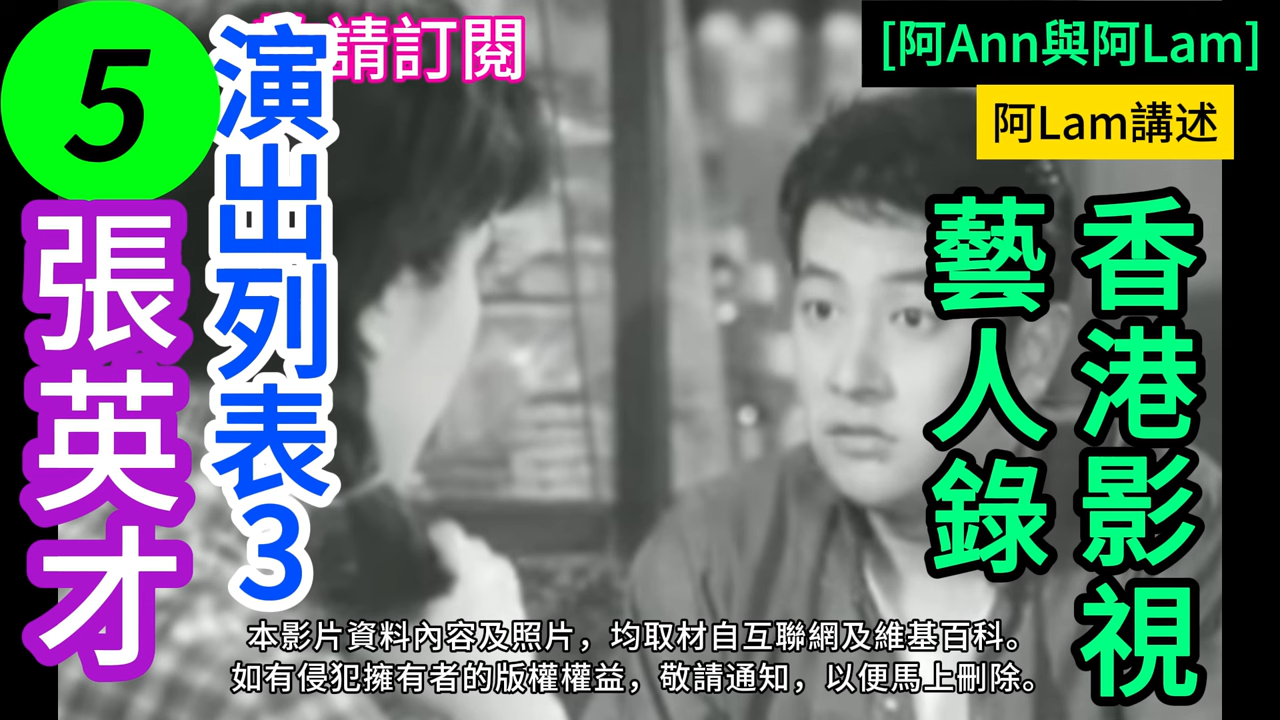 5
張英才
演出列表3
請訂閱
[阿Ann與阿Lam]
阿Lam講述
香港影視
藝人錄
本影片資料內容及照片，均取材自互聯網及維基百科。
如有侵犯擁有者的版權權益，敬請通知，以便馬上刪除。